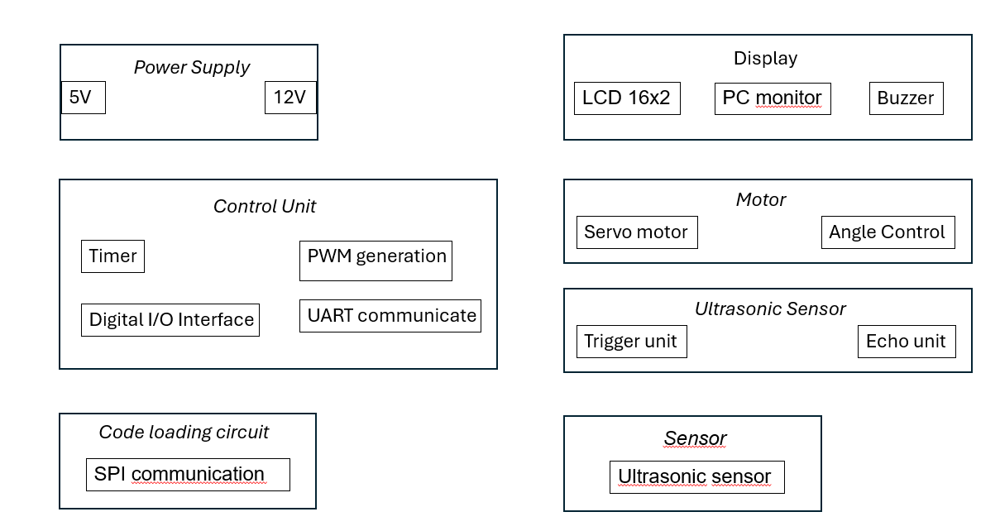 Power Supply
5V
12V
Display
LCD 16x2
PC monitor
Buzzer
Control Unit
Timer
PWM generation
Digital I/O Interface
UART communicate
Motor
Servo motor
Angle Control
Ultrasonic Sensor
Trigger unit
Echo unit
Code loading circuit
SPI communication
Sensor
Ultrasonic sensor